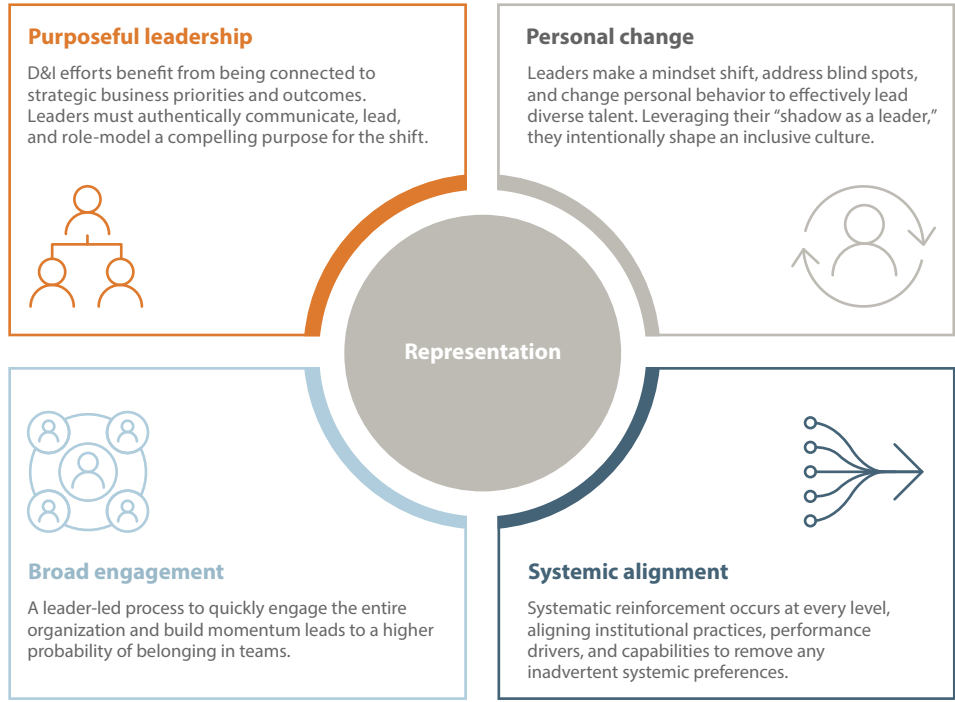 Purposeful leadership
D&I efforts benefit from being connected to
strategic business priorities and outcomes.
Leaders must authentically communicate, lead,
and role-model a compelling purpose for the shift.
Personal change
Leaders make a mindset shift, address blind spots,
and change personal behavior to effectively lead
diverse talent. Leveraging their “shadow as a leader,”
they intentionally shape an inclusive culture.
Representation
Broad engagement
A leader-led process to quickly engage the entire
organization and build momentum leads to a higher
probability of belonging in teams.
Systemic alignment
Systematic reinforcement occurs at every level,
aligning institutional practices, performance
drivers, and capabilities to remove any
inadvertent systemic preferences.